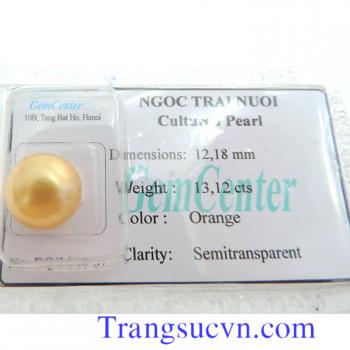 GemCenter
10B, Tang Bat Ho, Hanoi
NGOC TRAI NUOI
Cultur d Pearl
Dimensions: 12,18 mm
Weight : 13,12 cts
GemCenter
Color : Orange
Clarity: Semitransparent
Trangsucvn.com